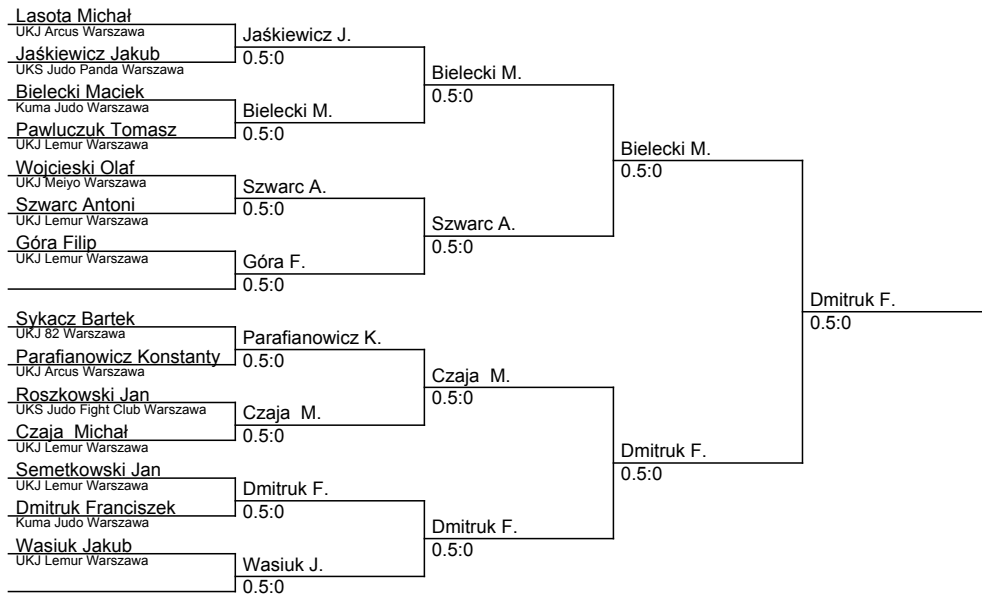 Lasota Michał
UKJ Arcus Warszawa
Jaśkiewicz Jakub
UKS Judo Panda Warszawa
Bielecki Maciek
Kuma Judo Warszawa
Pawluczuk Tomasz
UKJ Lemur Warszawa
Wojcieski Olaf
UKJ Meiyo Warszawa
Szwarc Antoni
UKJ Lemur Warszawa
Góra Filip
UKJ Lemur Warszawa
Sykacz Bartek
UKJ 82 Warszawa
Parafianowicz Konstanty
UKJ Arcus Warszawa
Roszkowski Jan
UKS Judo Fight Club Warszawa
Czaja  Michał
UKJ Lemur Warszawa
Semetkowski Jan
UKJ Lemur Warszawa
Dmitruk Franciszek
Kuma Judo Warszawa
Wasiuk Jakub
UKJ Lemur Warszawa
Jaśkiewicz J.
0.5:0
Bielecki M.
0.5:0
Szwarc A.
0.5:0
Góra F.
0.5:0
Parafianowicz K.
0.5:0
Czaja  M.
0.5:0
Dmitruk F.
0.5:0
Wasiuk J.
0.5:0
Bielecki M.
0.5:0
Szwarc A.
0.5:0
Czaja  M.
0.5:0
Dmitruk F.
0.5:0
Bielecki M.
0.5:0
Dmitruk F.
0.5:0
Dmitruk F.
0.5:0